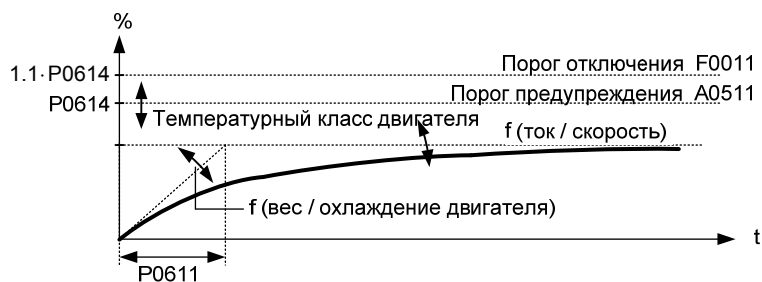 %
Порог отключения F0011
1.1·P0614
Порог предупреждения A0511
P0614
Температурный класс двигателя
f (ток / скорость)
f (вес / охлаждение двигателя)
t
P0611